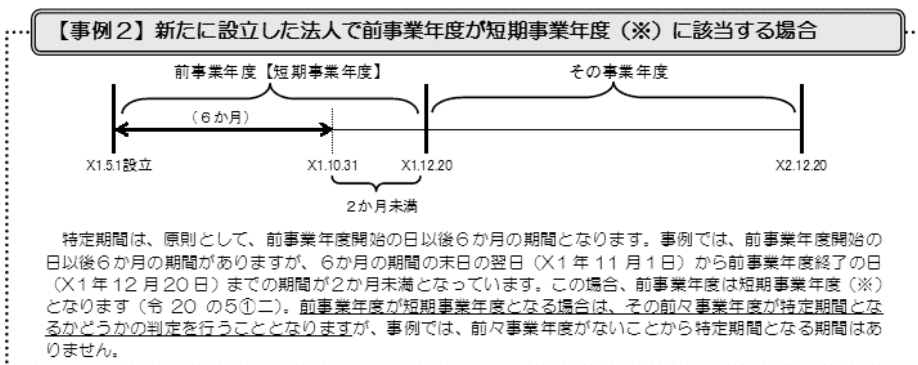 【事例２】新たに設立した法人で前事業年度が短期事業年度（※）に該当する場合
前事業年度【短期事業年度】
その事業年度
（６か月）
X1.5.1設立
X1.10.31
X1.12.20
X2.12.20
２か月未満
特定期間は、原則として、前事業年度開始の日以後６か月の期間となります。事例では、前事業年度開始の
日以後６か月の期間がありますが、６か月の期間の末日の翌日（X１年 11 月１日）から前事業年度終了の日
（X１年１２月２０日）までの期間が２か月未満となっています。この場合、前事業年度は短期事業年度（※）
となります（令 20 の５①二）。前事業年度が短期事業年度となる場合は、その前々事業年度が特定期間とな
るかどうかの判定を行うこととなりますが、事例では、前々事業年度がないことから特定期間となる期間はあ
りません。